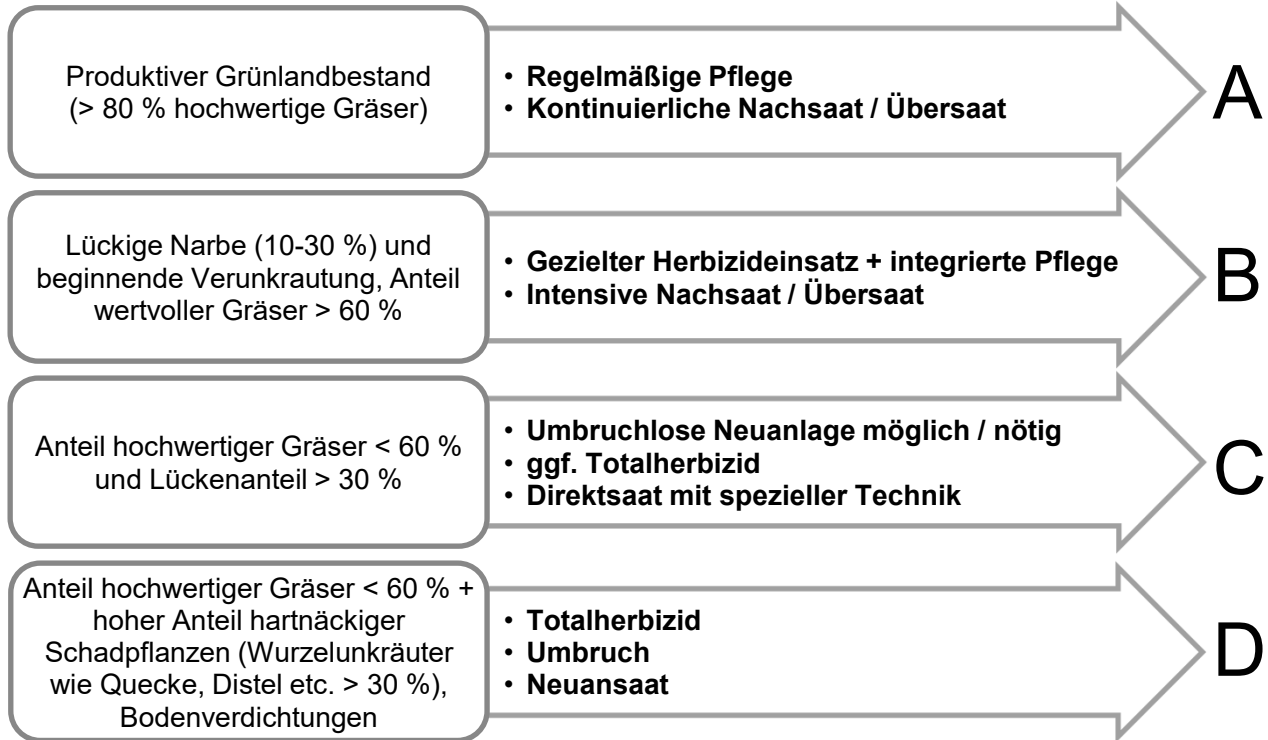 Produktiver Grünlandbestand
(> 80 % hochwertige Gräser)
• Regelmäßige Pflege
• Kontinuierliche Nachsaat / Übersaat
A
Lückige Narbe (10-30 %) und
beginnende Verunkrautung, Anteil
wertvoller Gräser > 60 %
• Gezielter Herbizideinsatz + integrierte Pflege
• Intensive Nachsaat / Übersaat
B
Anteil hochwertiger Gräser < 60 %
und Lückenanteil > 30 %
• Umbruchlose Neuanlage möglich / nötig
• ggf. Totalherbizid
• Direktsaat mit spezieller Technik
C
Anteil hochwertiger Gräser < 60 % +
hoher Anteil hartnäckiger
Schadpflanzen (Wurzelunkräuter
wie Quecke, Distel etc. > 30 %),
Bodenverdichtungen
• Totalherbizid
• Umbruch
• Neuansaat
D